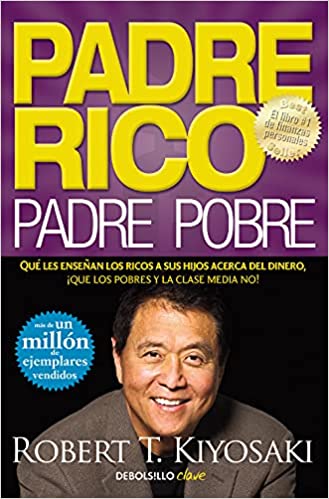 PADRE
RICO
PADRE POBRE
Best
El libro #1
de finanzas
personales
Seller
QUÉ LES ENSEÑAN LOS RICOS A SUS HIJOS ACERCA DEL DINERO,
¡QUE LOS POBRES Y LA CLASE MEDIA NO!
más de un
millón
de
ejemplares
vendidos
ROBERT T. KIYOSAKI
DEBOLS!LLO clave